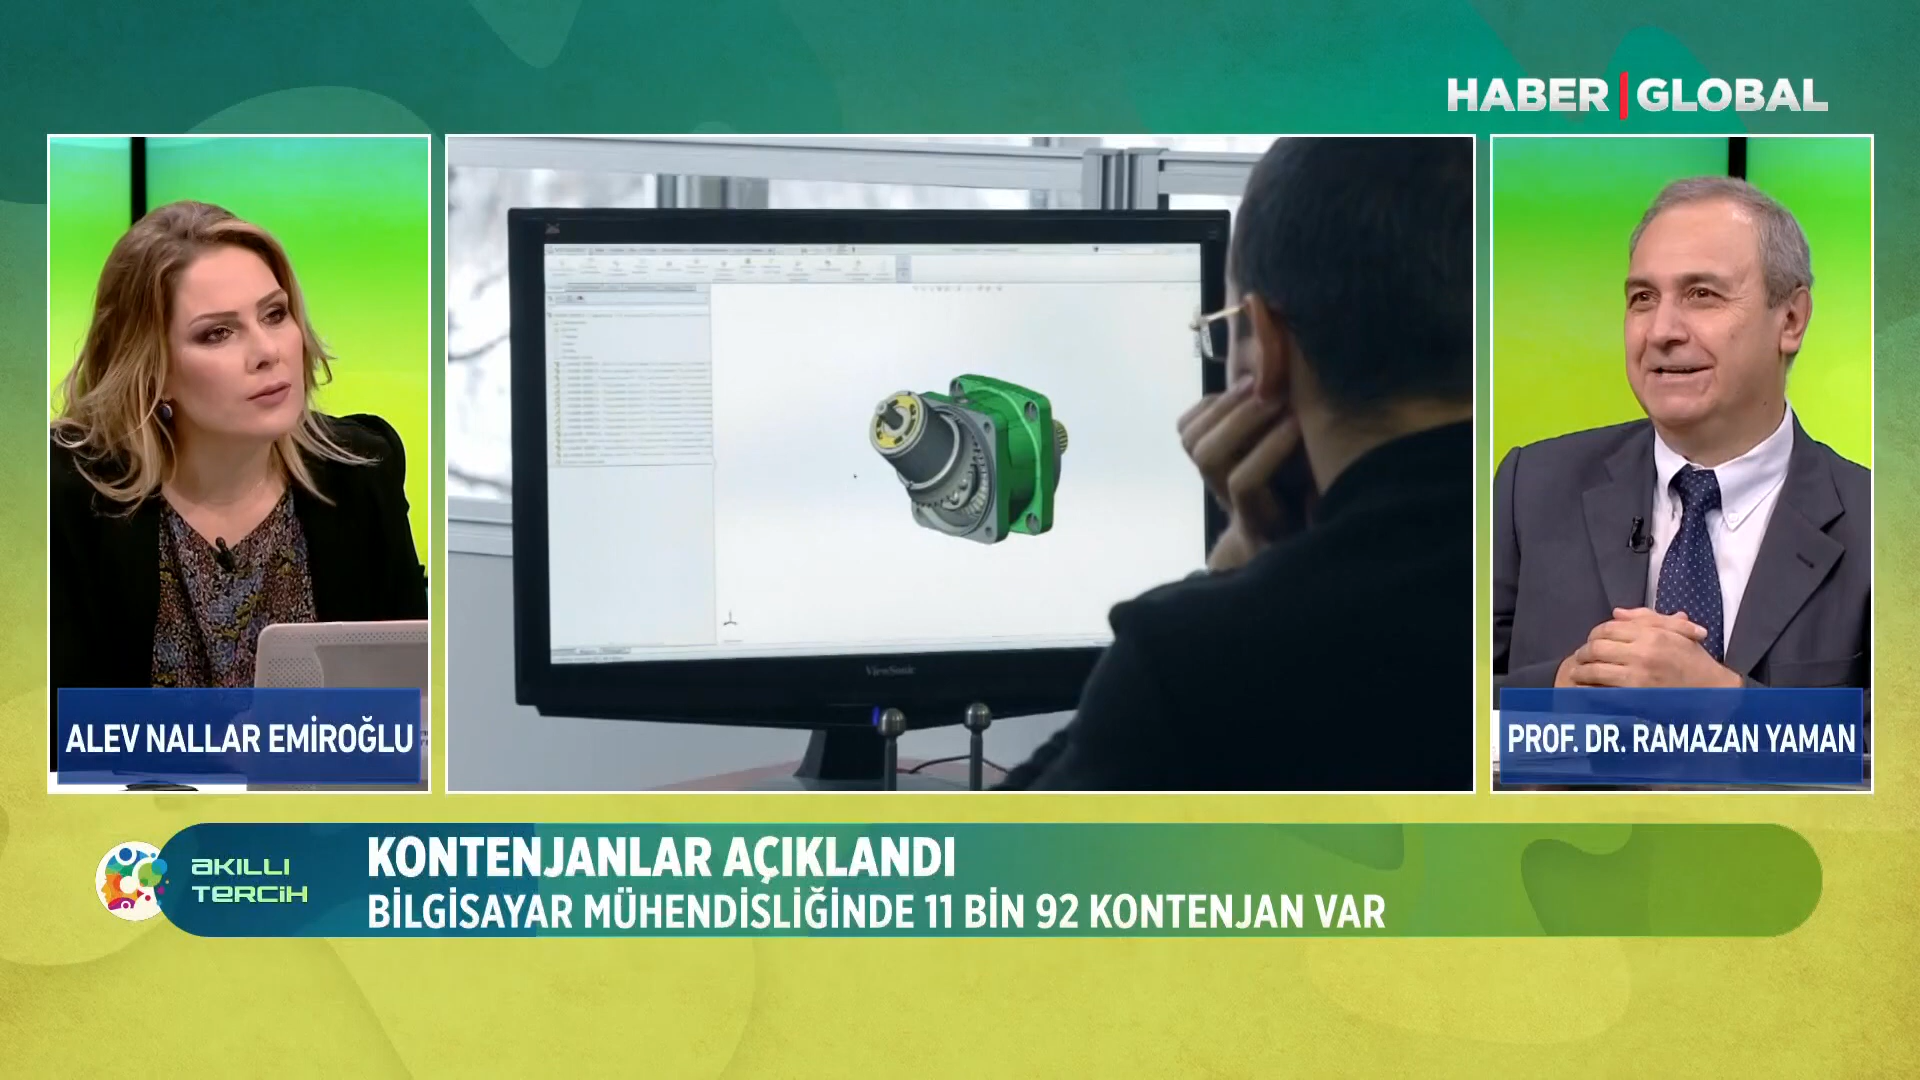 HABER GLOBAL
ALEV NALLAR EMİROĞLU
ViewSonic
PROF. DR. RAMAZAN YAMAN
AKILLI
TERCİH
KONTENJANLAR AÇIKLANDI
BİLGİSAYAR MÜHENDİSLİĞİNDE 11 BİN 92 KONTENJAN VAR